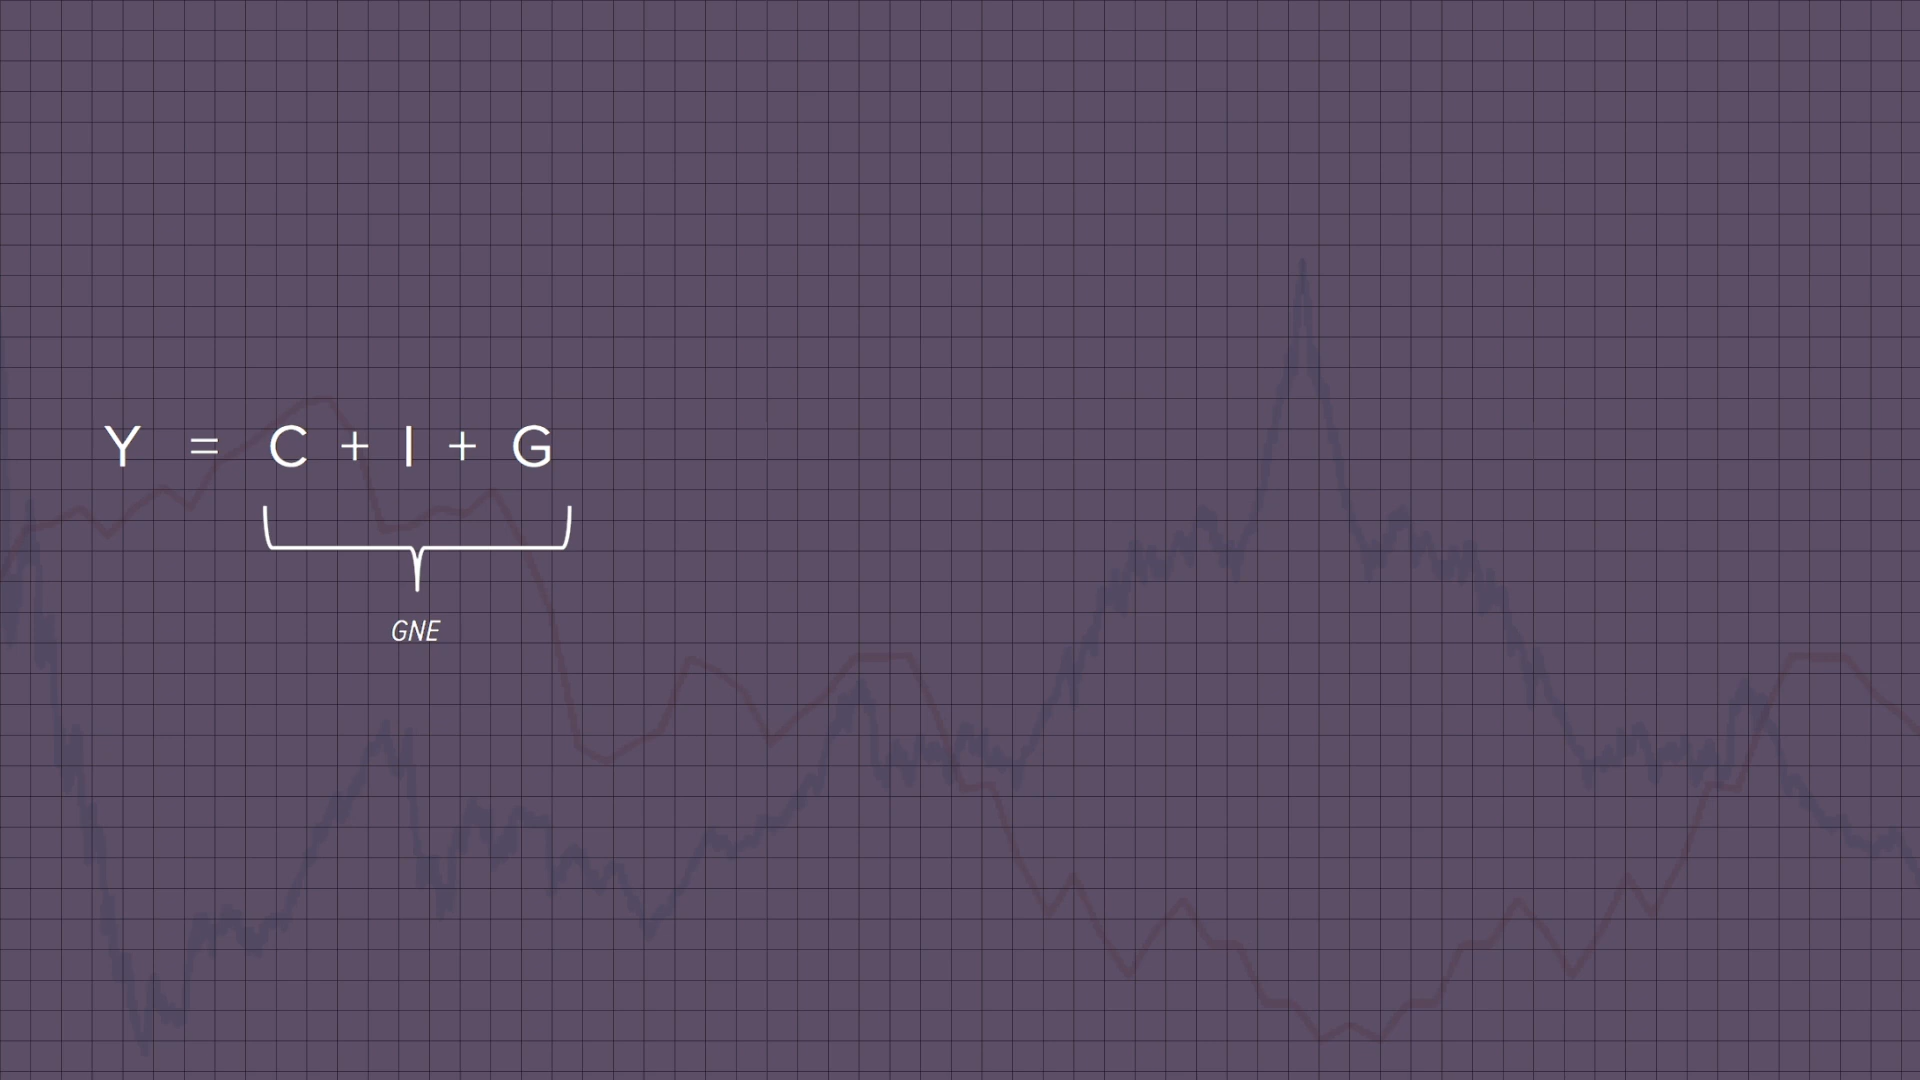 Y = C + I + G
GNE